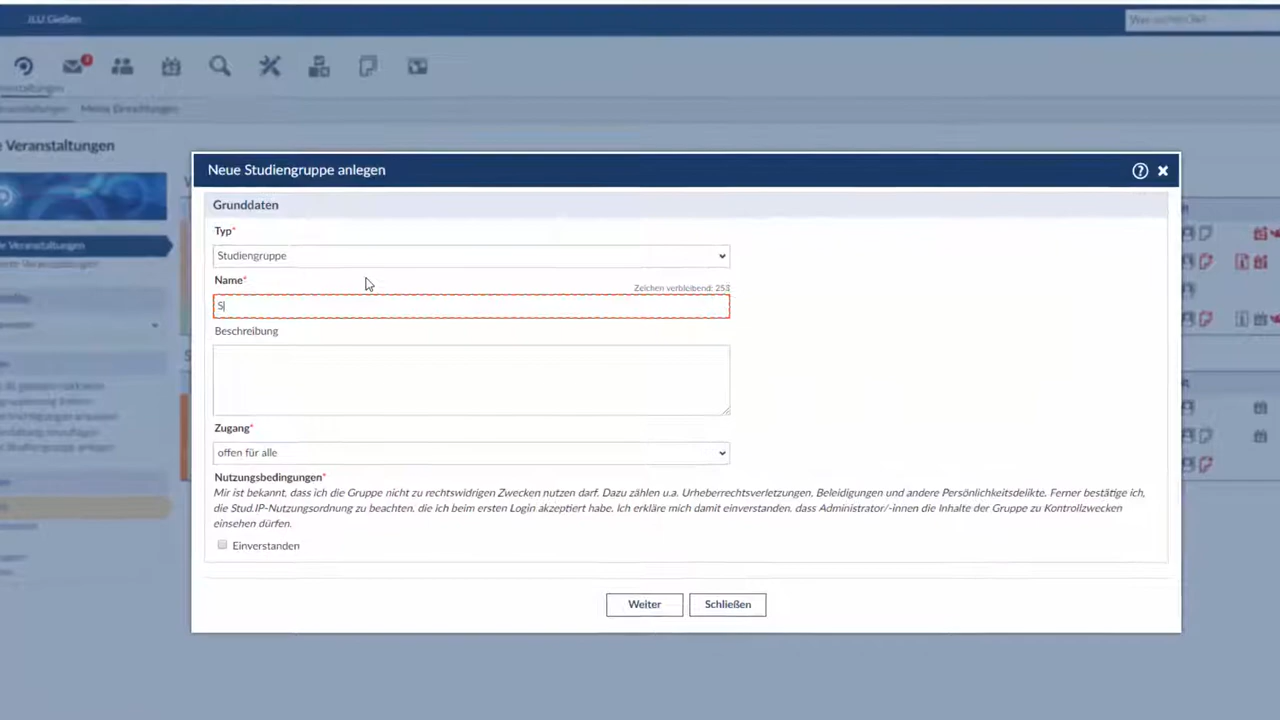 JLU Gießen
Meine Einrichtungen
Veranstaltungen
Neue Studiengruppe anlegen
Grunddaten
Typ*
Studiengruppe
Name*
Zeichen verbleibend: 253
S
Beschreibung
Zugang*
offen für alle
Nutzungsbedingungen*
Mir ist bekannt, dass ich die Gruppe nicht zu rechtswidrigen Zwecken nutzen darf. Dazu zählen u.a. Urheberrechtsverletzungen, Beleidigungen und andere Persönlichkeitsdelikte. Ferner bestätige ich,
die Stud.IP-Nutzungsordnung zu beachten, die ich beim ersten Login akzeptiert habe. Ich erkläre mich damit einverstanden, dass Administrator/-innen die Inhalte der Gruppe zu Kontrollzwecken
einsehen dürfen.
Einverstanden
Weiter
Schließen